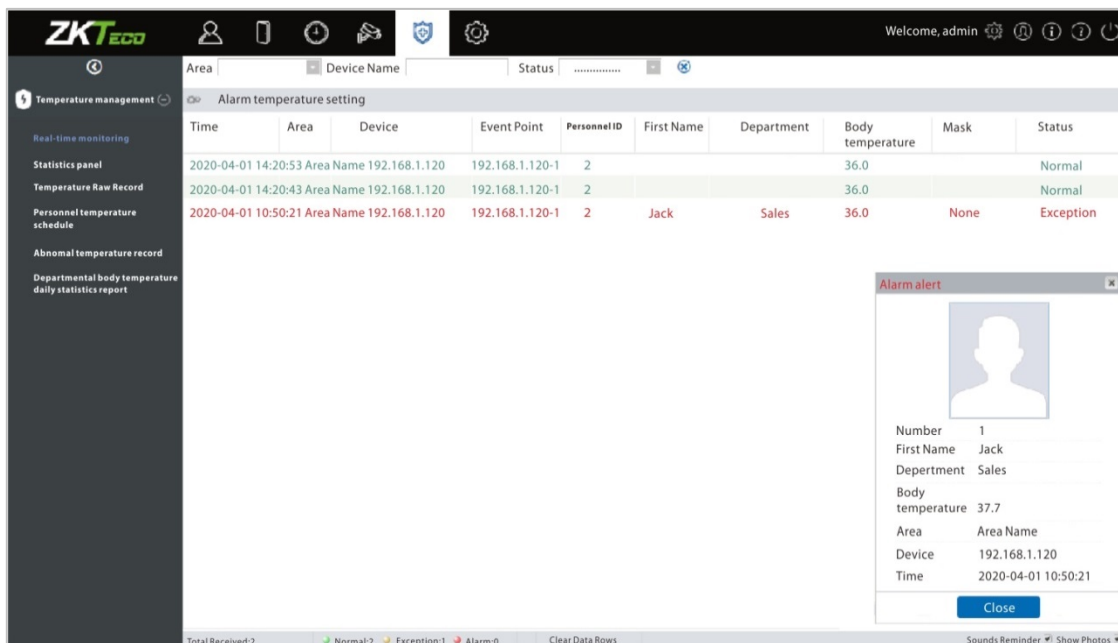 ZKTeco
Welcome, admin
Area Device Name Status ..............
Temperature management
Alarm temperature setting
Real-time monitoring
Statistics panel
Temperature Raw Record
Personnel temperature
schedule
Abnomal temperature record
Departmental body temperature
daily statistics report
Time Area Device Event Point Personnel ID First Name Department Body temperature Mask Status
2020-04-01 14:20:53 Area Name 192.168.1.120 192.168.1.120-1 2 36.0 Normal
2020-04-01 14:20:43 Area Name 192.168.1.120 192.168.1.120-1 2 36.0 Normal
2020-04-01 10:50:21 Area Name 192.168.1.120 192.168.1.120-1 2 Jack Sales 36.0 None Exception
Alarm alert
Number 1
First Name Jack
Depertment Sales
Body
temperature 37.7
Area Area Name
Device 192.168.1.120
Time 2020-04-01 10:50:21
Close
Total Received:2 Normal:2 Exception:1 Alarm:0 Clear Data Rows Sounds Reminder Show Photos